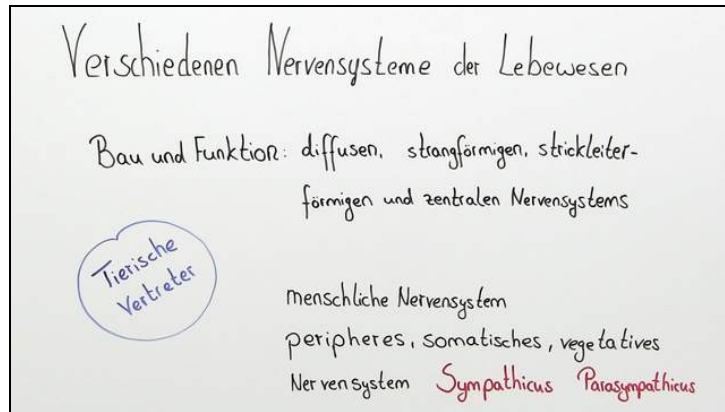 Verschiedenen Nervensysteme der Lebewesen
Bau und Funktion: diffusen, strangförmigen, strickleiter-
förmigen und zentralen Nervensystems
Tierische
Vertreter
menschliche Nervensystem
peripheres, somatisches, vegetatives
Nervensystem Sympathicus Parasympathicus